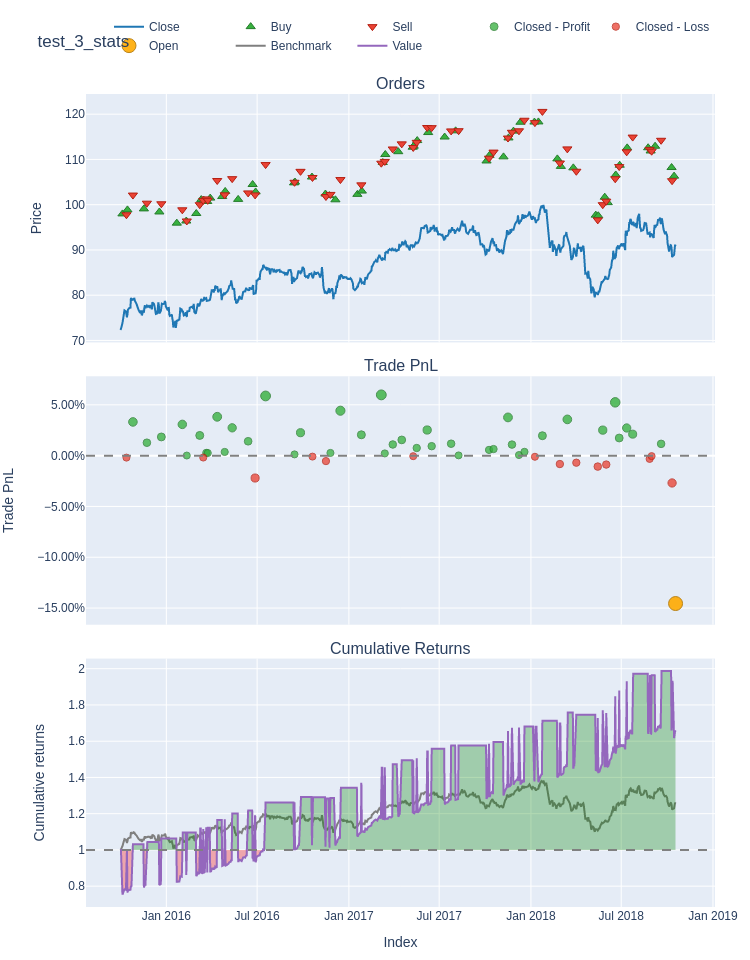 test_3_stats
Close Buy Sell Closed - Profit Closed - Loss
Open Benchmark Value
Orders
120
110
100
90
80
70
Price
Trade PnL
5.00%
0.00%
−5.00%
−10.00%
−15.00%
Trade PnL
Cumulative Returns
2
1.8
1.6
1.4
1.2
1
0.8
Cumulative returns
Jan 2016 Jul 2016 Jan 2017 Jul 2017 Jan 2018 Jul 2018 Jan 2019
Index